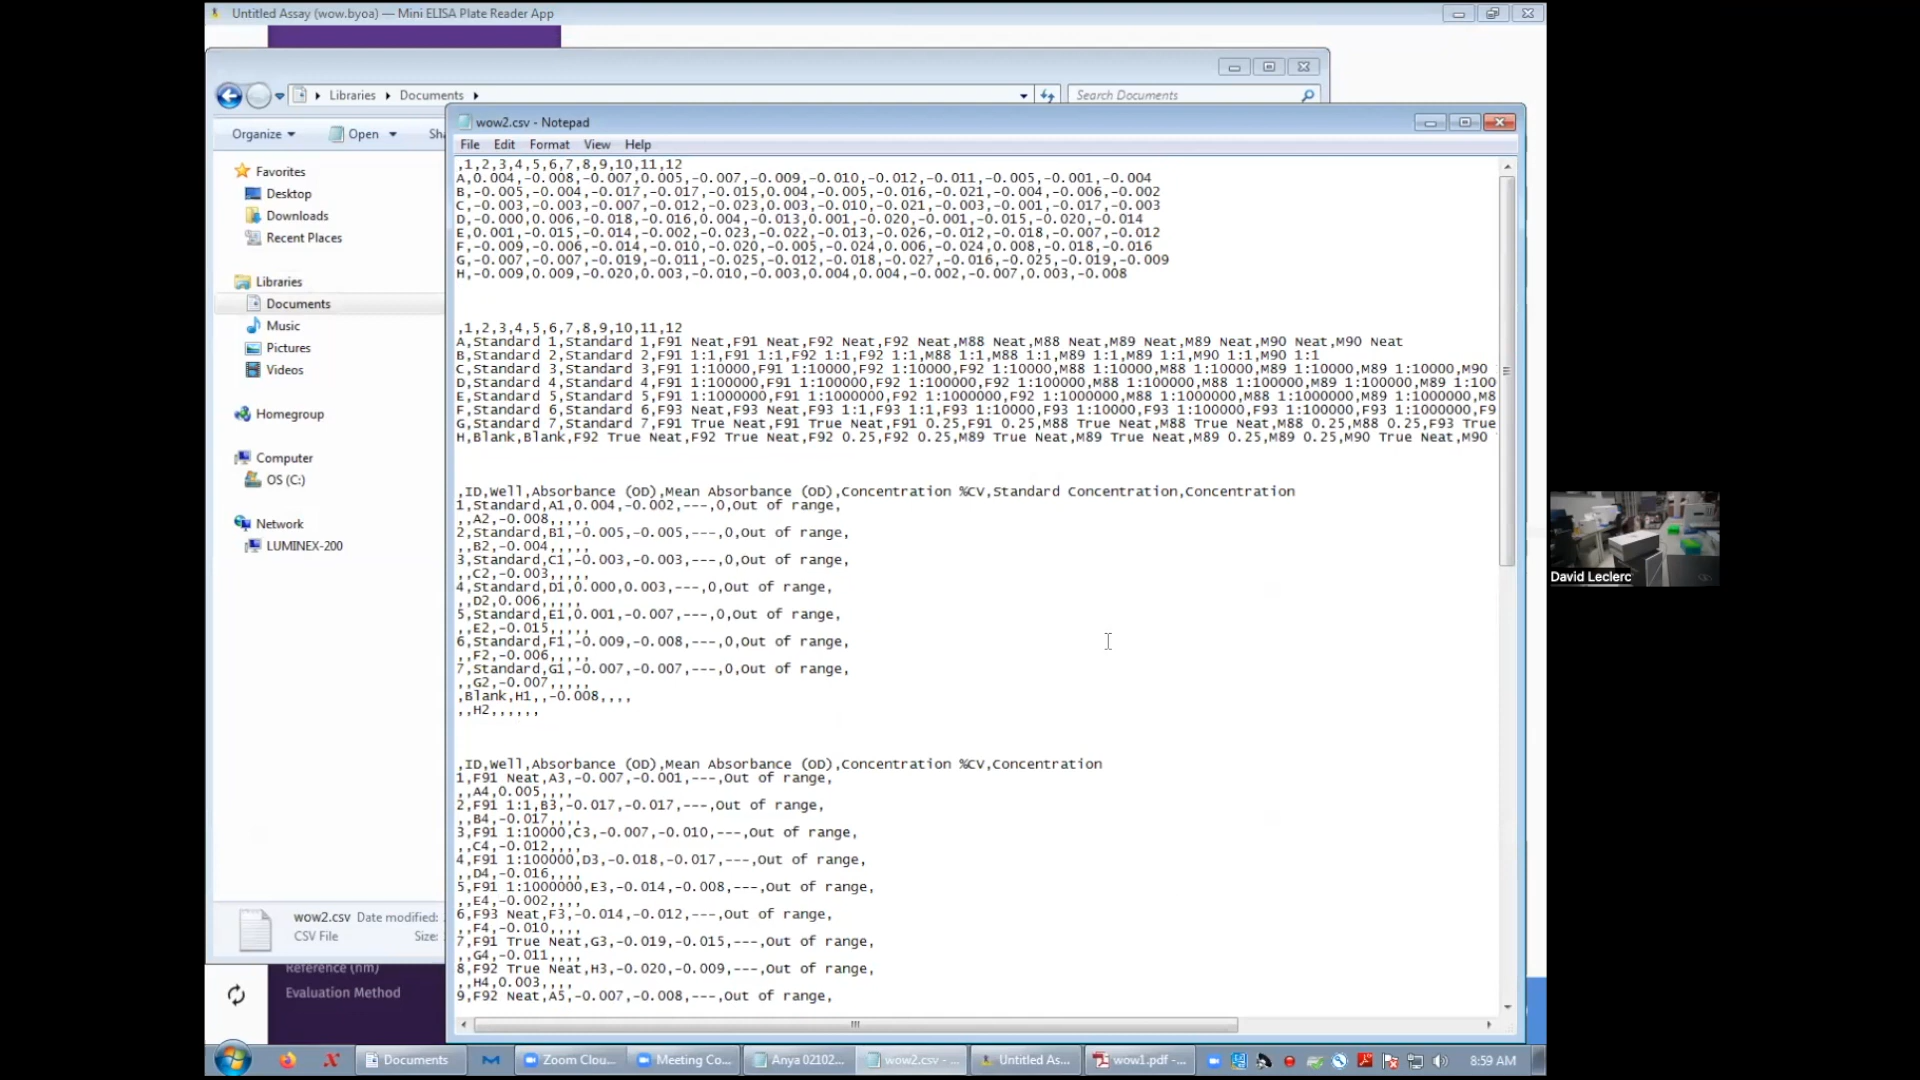 Untitled Assay (wow.byoa) — Mini ELISA Plate Reader App
Libraries
Documents
Search Documents
Organize
Open
Sha
wow2.csv - Notepad
File Edit Format View Help
Favorites
Desktop
Downloads
Recent Places
Libraries
Documents
Music
Pictures
Videos
Homegroup
Computer
OS (C:)
Network
LUMINEX-200
,1,2,3,4,5,6,7,8,9,10,11,12
A,0.004,-0.008,-0.007,0.005,-0.007,-0.009,-0.010,-0.012,-0.011,-0.005,-0.001,-0.004
B,-0.005,-0.004,-0.017,-0.017,-0.015,0.004,-0.005,-0.016,-0.021,-0.004,-0.006,-0.002
C,-0.003,-0.003,-0.007,-0.012,-0.023,0.003,-0.010,-0.021,-0.003,-0.001,-0.017,-0.003
D,-0.000,0.006,-0.018,-0.016,0.004,-0.013,0.001,-0.020,-0.001,-0.015,-0.020,-0.014
E,0.001,-0.015,-0.014,-0.002,-0.023,-0.022,-0.013,-0.026,-0.012,-0.018,-0.007,-0.012
F,-0.009,-0.006,-0.014,-0.010,-0.020,-0.005,-0.024,0.006,-0.024,0.008,-0.018,-0.016
G,-0.007,-0.007,-0.019,-0.011,-0.025,-0.012,-0.018,-0.027,-0.016,-0.025,-0.019,-0.009
H,-0.009,0.009,-0.020,0.003,-0.010,-0.003,0.004,0.004,-0.002,-0.007,0.003,-0.008
,1,2,3,4,5,6,7,8,9,10,11,12
A,Standard 1,Standard 1,F91 Neat,F91 Neat,F92 Neat,F92 Neat,M88 Neat,M88 Neat,M89 Neat,M89 Neat,M90 Neat,M90 Neat
B,Standard 2,Standard 2,F91 1:1,F91 1:1,F92 1:1,F92 1:1,M88 1:1,M88 1:1,M89 1:1,M89 1:1,M90 1:1,M90 1:1
C,Standard 3,Standard 3,F91 1:10000,F91 1:10000,F92 1:10000,F92 1:10000,M88 1:10000,M88 1:10000,M89 1:10000,M89 1:10000,M90
D,Standard 4,Standard 4,F91 1:100000,F91 1:100000,F92 1:100000,F92 1:100000,M88 1:100000,M88 1:100000,M89 1:100000,M89 1:100
E,Standard 5,Standard 5,F91 1:1000000,F91 1:1000000,F92 1:1000000,F92 1:1000000,M88 1:1000000,M88 1:1000000,M89 1:1000000,M8
F,Standard 6,Standard 6,F93 Neat,F93 Neat,F93 1:1,F93 1:1,F93 1:10000,F93 1:10000,F93 1:100000,F93 1:100000,F93 1:1000000,F9
G,Standard 7,Standard 7,F91 True Neat,F91 True Neat,F91 0.25,F91 0.25,M88 True Neat,M88 True Neat,M88 0.25,M88 0.25,F93 True
H,Blank,Blank,F92 True Neat,F92 True Neat,F92 0.25,F92 0.25,M89 True Neat,M89 True Neat,M89 0.25,M89 0.25,M90 True Neat,M90
,ID,Well,Absorbance (OD),Mean Absorbance (OD),Concentration %CV,Standard Concentration,Concentration
1,Standard,A1,0.004,-0.002,---,0,Out of range,
,,A2,-0.008,,,,,
2,Standard,B1,-0.005,-0.005,---,0,Out of range,
,,B2,-0.004,,,,,
3,Standard,C1,-0.003,-0.003,---,0,Out of range,
,,C2,-0.003,,,,,
4,Standard,D1,0.000,0.003,---,0,Out of range,
,,D2,0.006,,,,,
5,Standard,E1,0.001,-0.007,---,0,Out of range,
,,E2,-0.015,,,,,
6,Standard,F1,-0.009,-0.008,---,0,Out of range,
,,F2,-0.006,,,,,
7,Standard,G1,-0.007,-0.007,---,0,Out of range,
,,G2,-0.007,,,,,
,Blank,H1,,-0.008,,,,
,,H2,,,,,,
,ID,Well,Absorbance (OD),Mean Absorbance (OD),Concentration %CV,Concentration
1,F91 Neat,A3,-0.007,-0.001,---,Out of range,
,,A4,0.005,,,,
2,F91 1:1,B3,-0.017,-0.017,---,Out of range,
,,B4,-0.017,,,,
3,F91 1:10000,C3,-0.007,-0.010,---,Out of range,
,,C4,-0.012,,,,
4,F91 1:100000,D3,-0.018,-0.017,---,Out of range,
,,D4,-0.016,,,,
5,F91 1:1000000,E3,-0.014,-0.008,---,Out of range,
,,E4,-0.002,,,,
6,F93 Neat,F3,-0.014,-0.012,---,Out of range,
,,F4,-0.010,,,,
7,F91 True Neat,G3,-0.019,-0.015,---,Out of range,
,,G4,-0.011,,,,
8,F92 True Neat,H3,-0.020,-0.009,---,Out of range,
,,H4,0.003,,,,
9,F92 Neat,A5,-0.007,-0.008,---,Out of range,
David Leclerc
wow2.csv Date modified:
CSV File Size:
Reference (nm)
Evaluation Method
Documents
Zoom Clou...
Meeting Co...
Anya 02102...
wow2.csv - ...
Untitled As...
wow1.pdf -...
8:59 AM